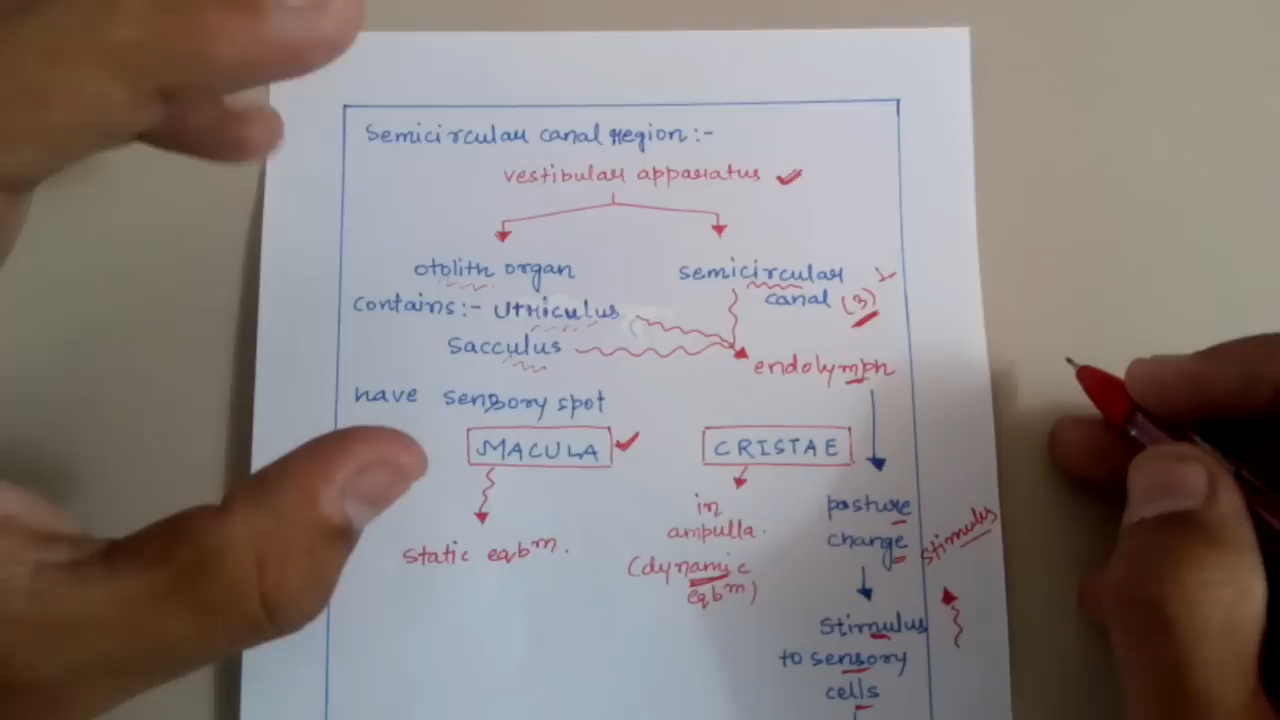 Semicircular canal region:-
vestibular apparatus
otolith organ
semicircular
canal (3)
contains:- Utriculus
Sacculus
endolymph
have sensory spot
MACULA
CRISTAE
in
ampulla.
(dynamic
eqbm)
static eqbm.
posture
change
stimulus
Stimulus
to sensory
cells